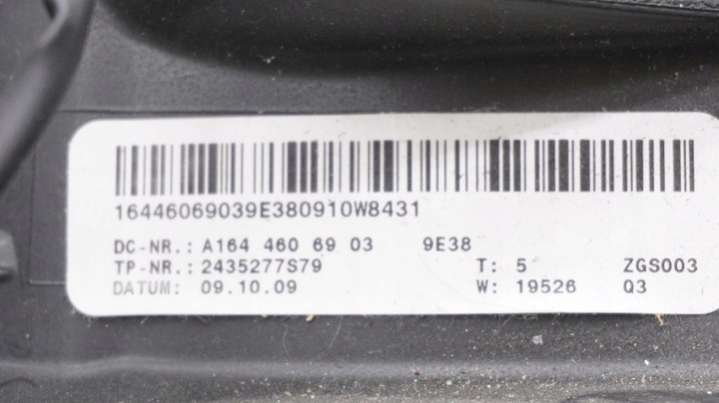 16446069039E380910W8431
DC-NR.: A164 460 69 03 9E38
TP-NR.: 2435277S79 T: 5 ZGS003
DATUM: 09.10.09 W: 19526 Q3